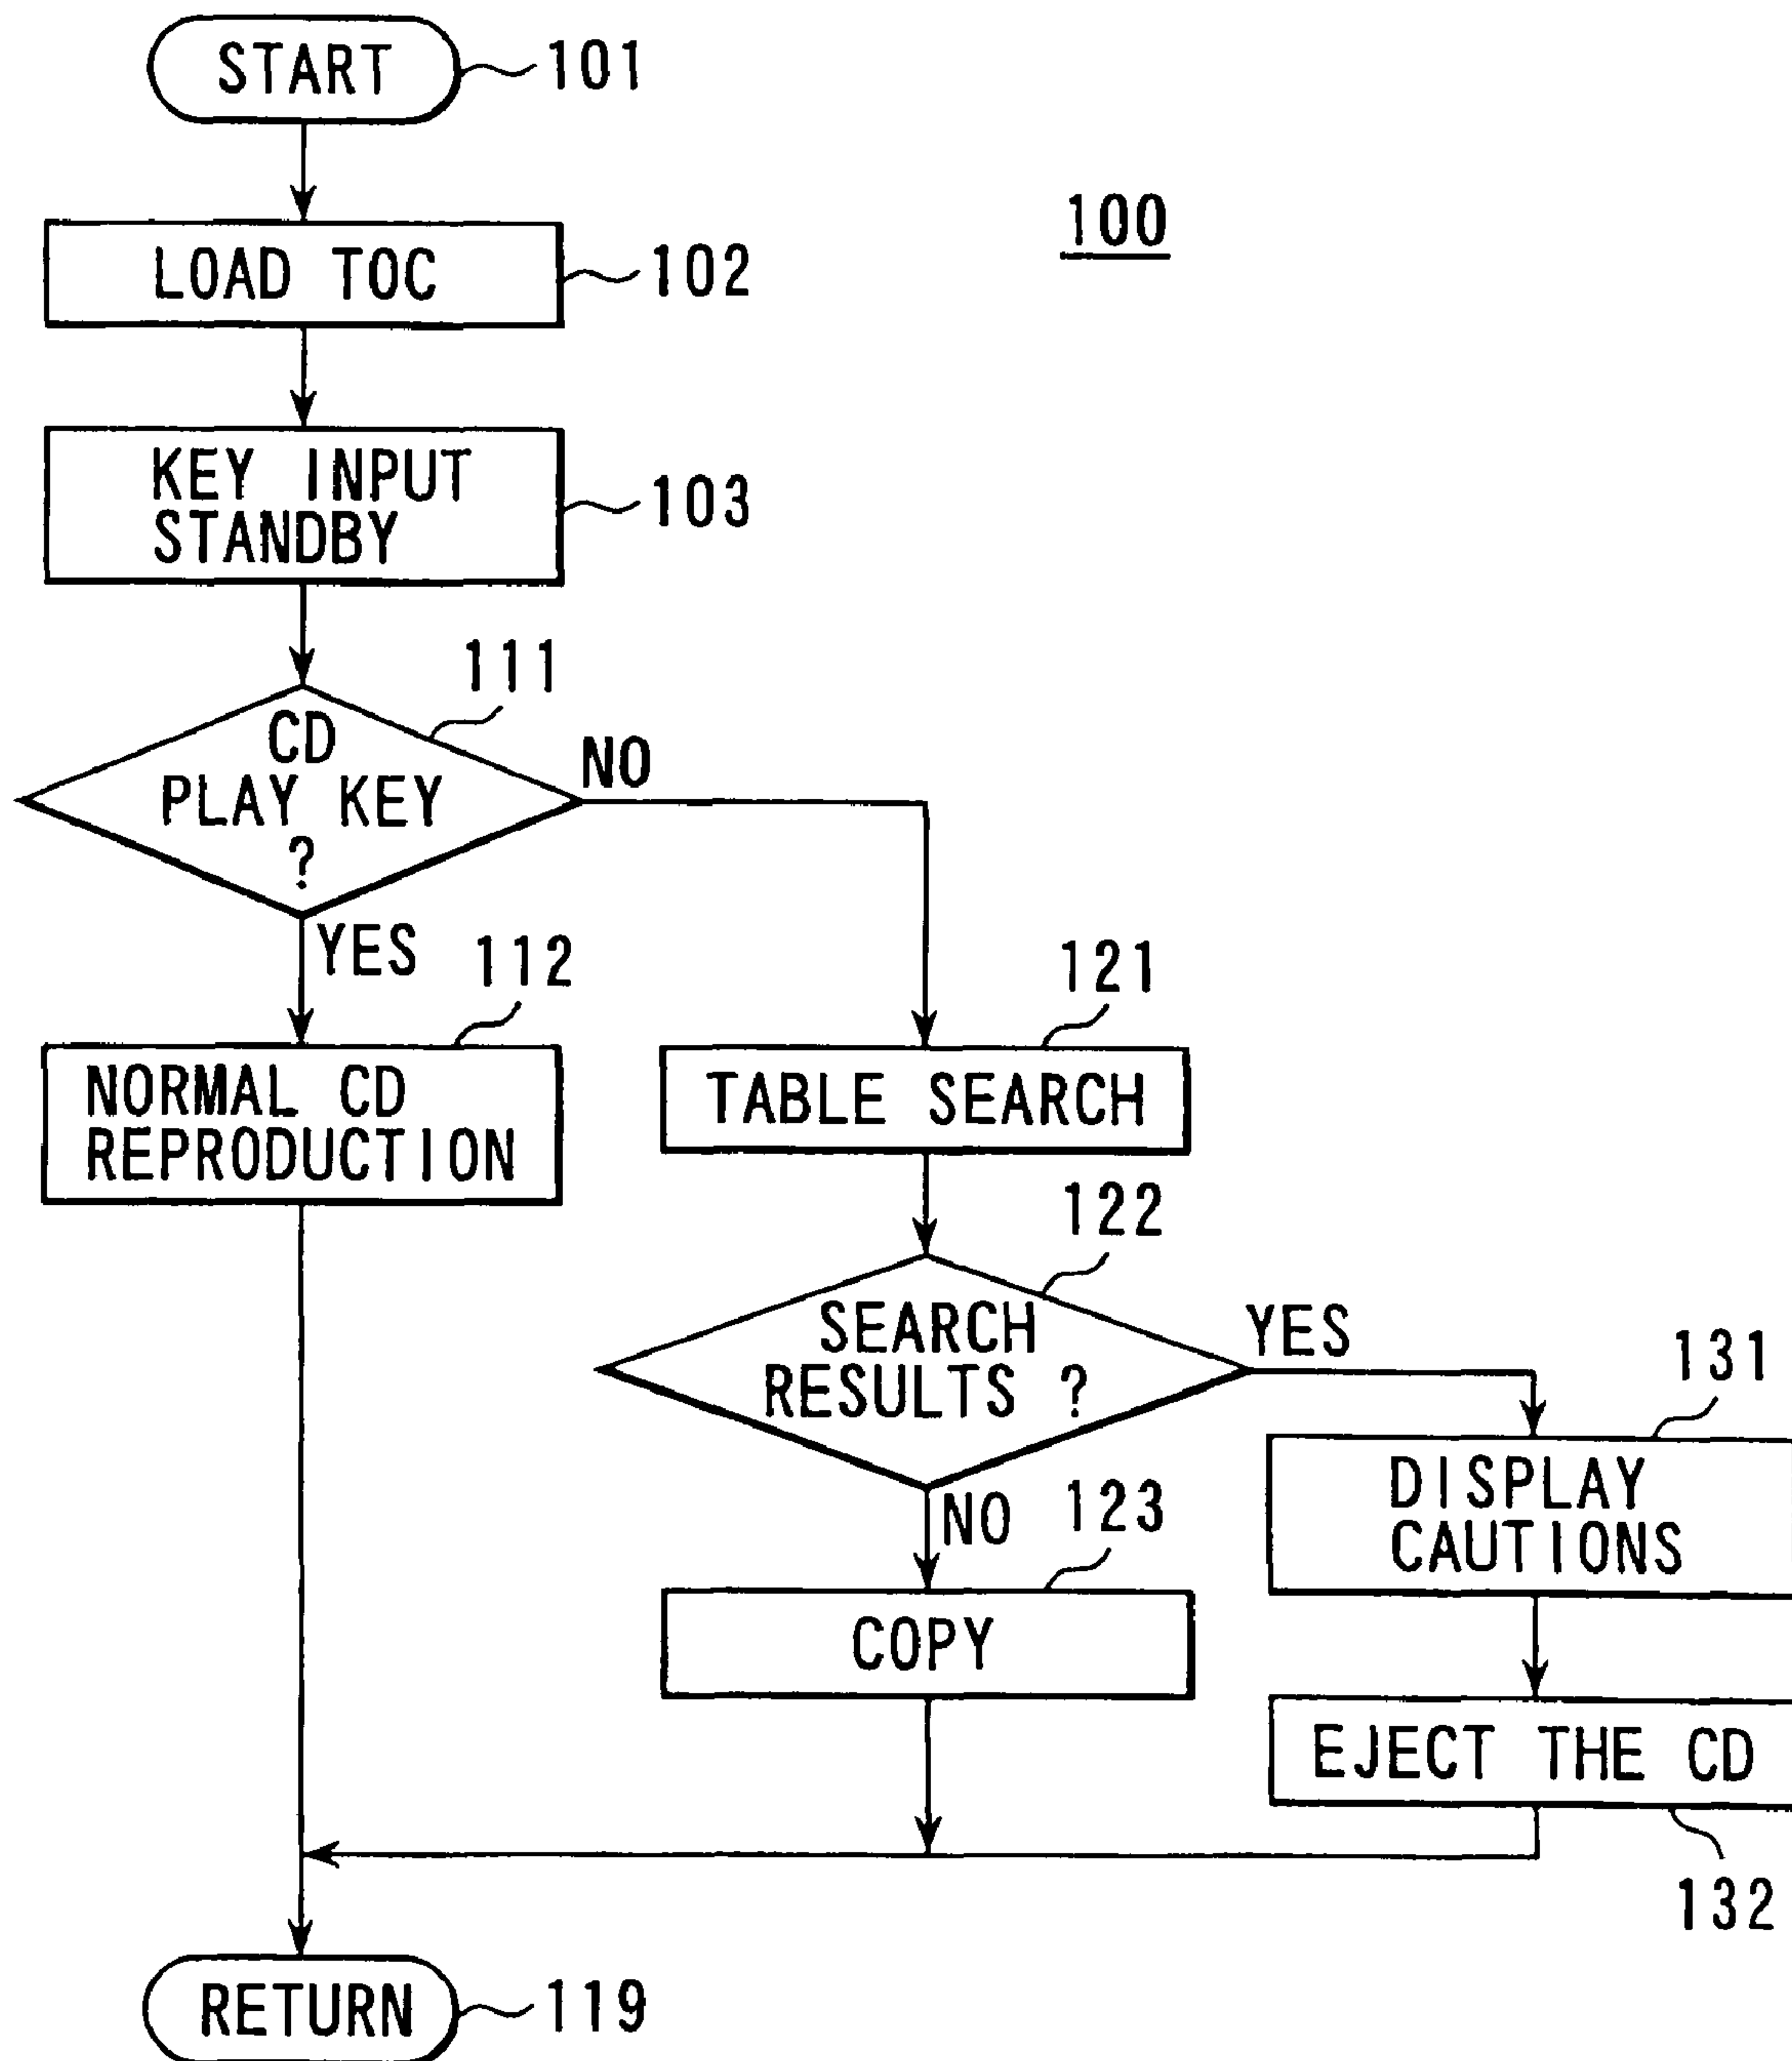 START
101
100
LOAD TOC
102
KEY INPUT
STANDBY
103
111
CD
PLAY KEY
?
NO
YES
112
121
NORMAL CD
REPRODUCTION
TABLE SEARCH
122
SEARCH
RESULTS ?
YES
131
NO
123
DISPLAY
CAUTIONS
COPY
EJECT THE CD
132
RETURN
119